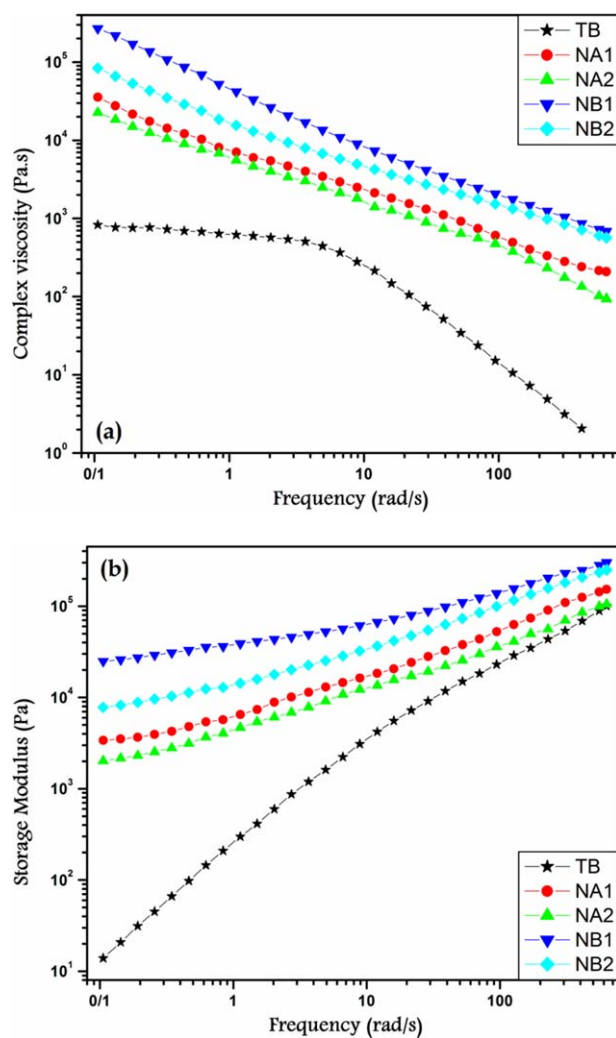 10^5
10^4
10^3
10^2
10^1
10^0
Complex viscosity (Pa.s)
TB
NA1
NA2
NB1
NB2
(a)
0/1 1 10 100
Frequency (rad/s)
(b)
10^5
10^4
10^3
10^2
10^1
Storage Modulus (Pa)
TB
NA1
NA2
NB1
NB2
0/1 1 10 100
Frequency (rad/s)